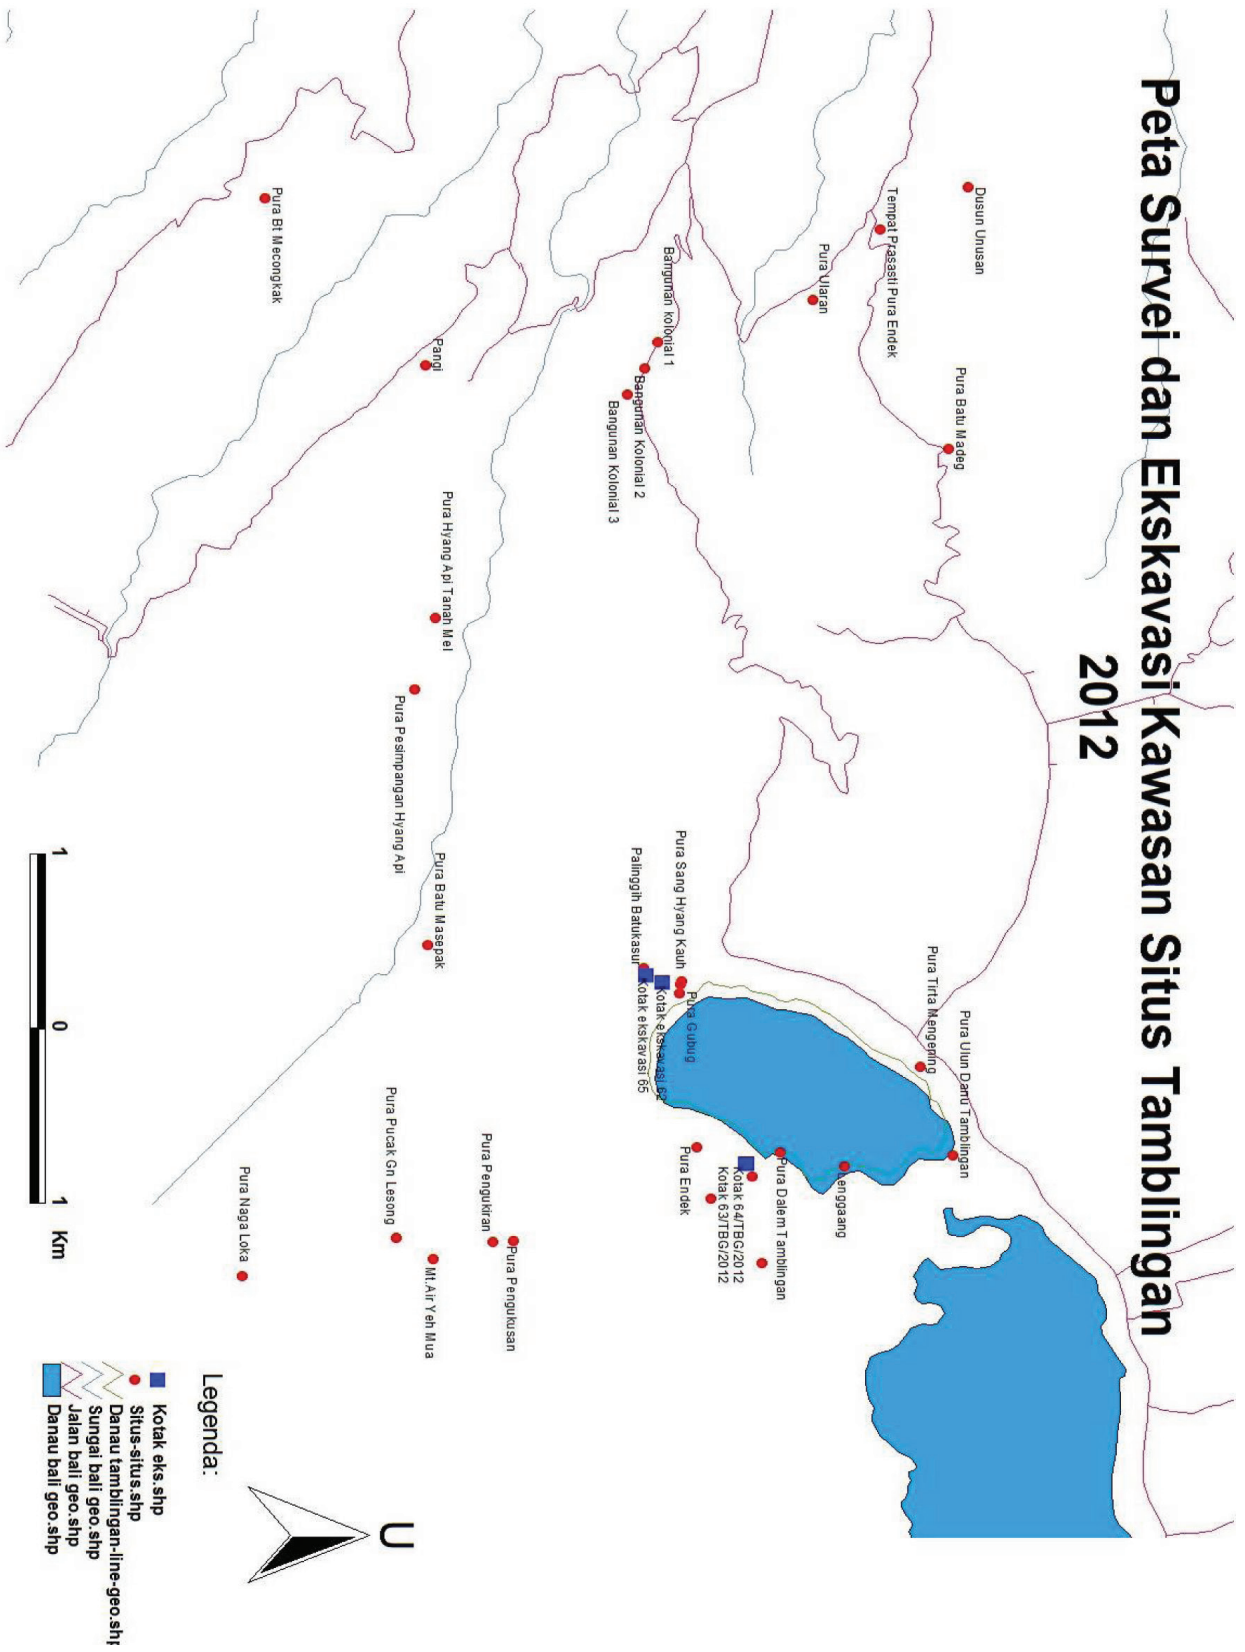 Peta Survei dan Ekskavasi Kawasan Situs Tamblingan
2012
Dusun Unusan
Tempat Prasasti Pura Endek
Pura Batu Madeg
Pura Ularan
Bangunan kolonial 1
Bangunan Kolonial 2
Bangunan Kolonial 3
Pura Bt Mecongkak
Pangi
Pura Hyang Api Tanah Mel
Pura Pesimpangan Hyang Api
Pura Batu Masepak
Pura Tirta Mengening
Pura Ulun Danu Tamblingan
Pura Sang Hyang Kauh
Pura Gubug
Palinggih Batukasur
Kotak ekskavasi 62
Kotak ekskavasi 65
Pura Dalem Tamblingan
Kotak 64/TBG/2012
Kotak 63/TBG/2012
Pura Endek
Pura Pengukusan
Pura Pengukiran
Mt.Air Yeh Mua
Pura Pucak Gn Lesong
Pura Naga Loka
1 0 1 Km
U
Legenda:
Kotak eks.shp
Situs-situs.shp
Danau tamblingan-line-geo.shp
Sungai bali geo.shp
Jalan bali geo.shp
Danau bali geo.shp